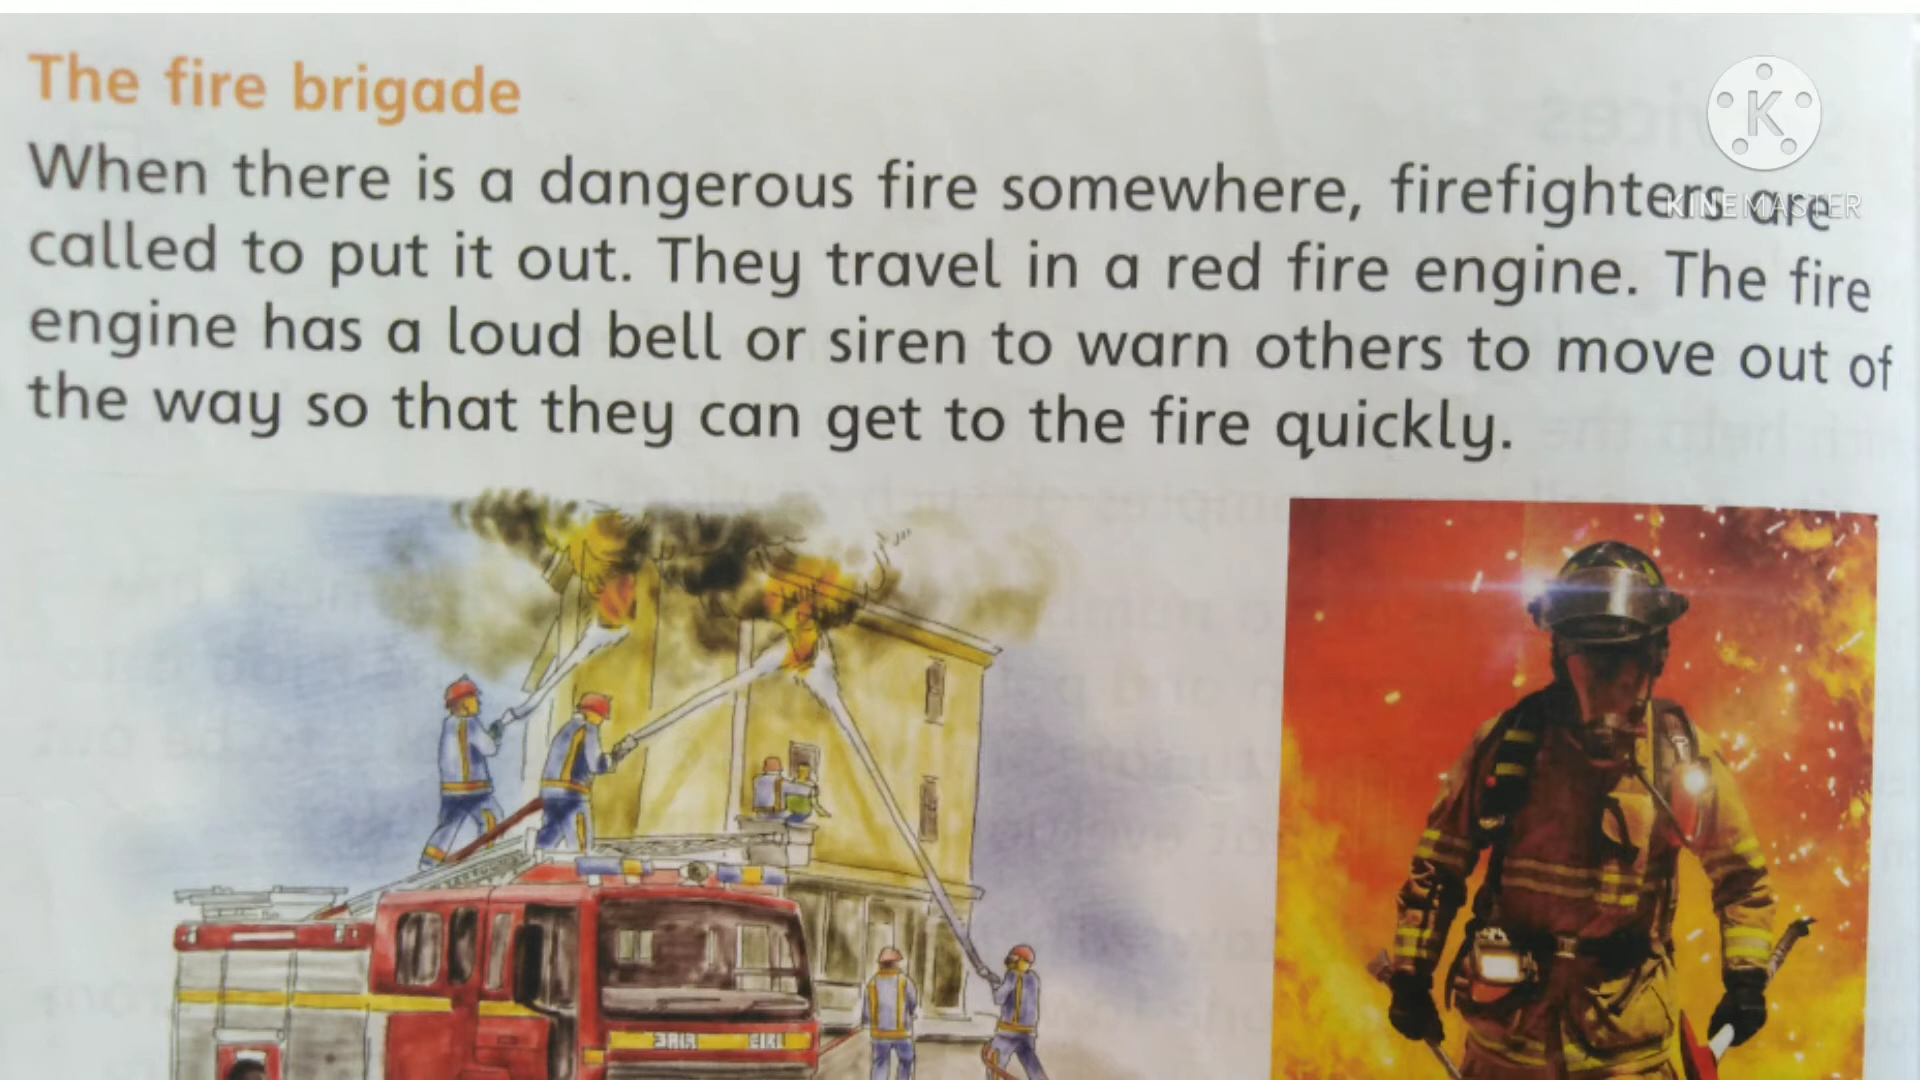 The fire brigade
When there is a dangerous fire somewhere, firefighters are
called to put it out. They travel in a red fire engine. The fire
engine has a loud bell or siren to warn others to move out of
the way so that they can get to the fire quickly.
K
KINEMASTER